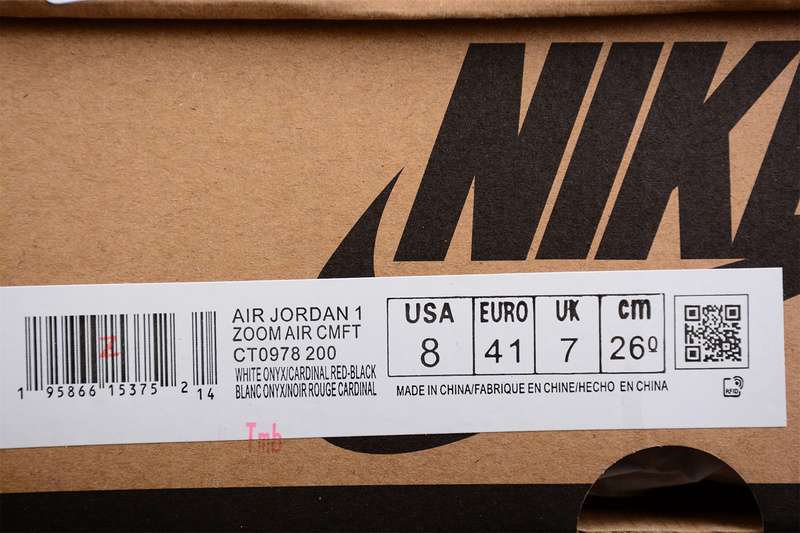 NIKE
AIR JORDAN 1
ZOOM AIR CMFT
CT0978 200
WHITE ONYX/CARDINAL RED-BLACK
BLANC ONYX/NOIR ROUGE CARDINAL
Z
1 95866 15375 2 14
USA EURO UK cm
8 41 7 26º
MADE IN CHINA/FABRIQUE EN CHINE/HECHO EN CHINA
RFID
Tmb